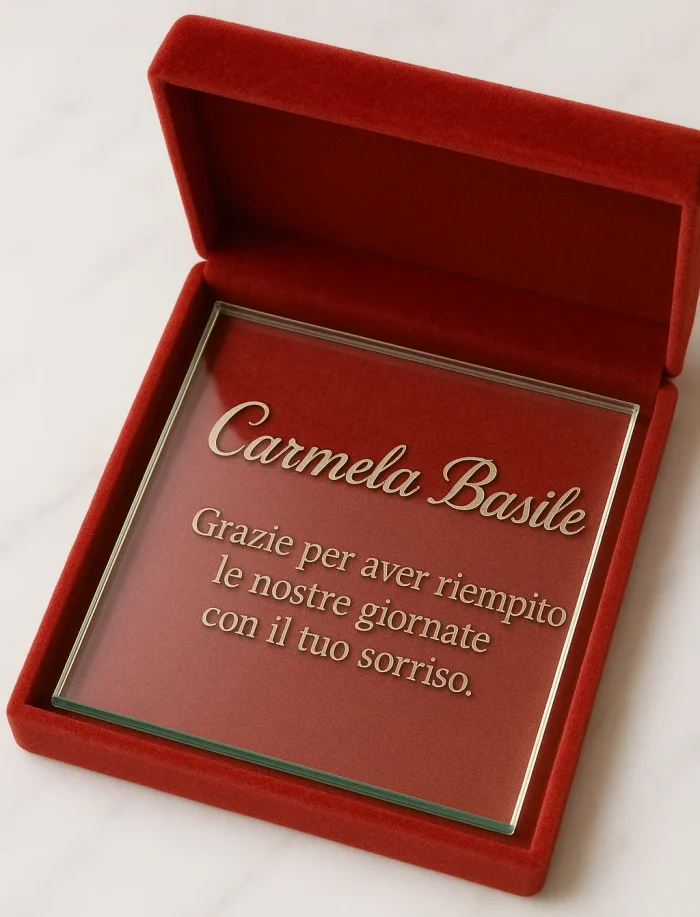 Carmela Basile
Grazie per aver riempito
le nostre giornate
con il tuo sorriso.